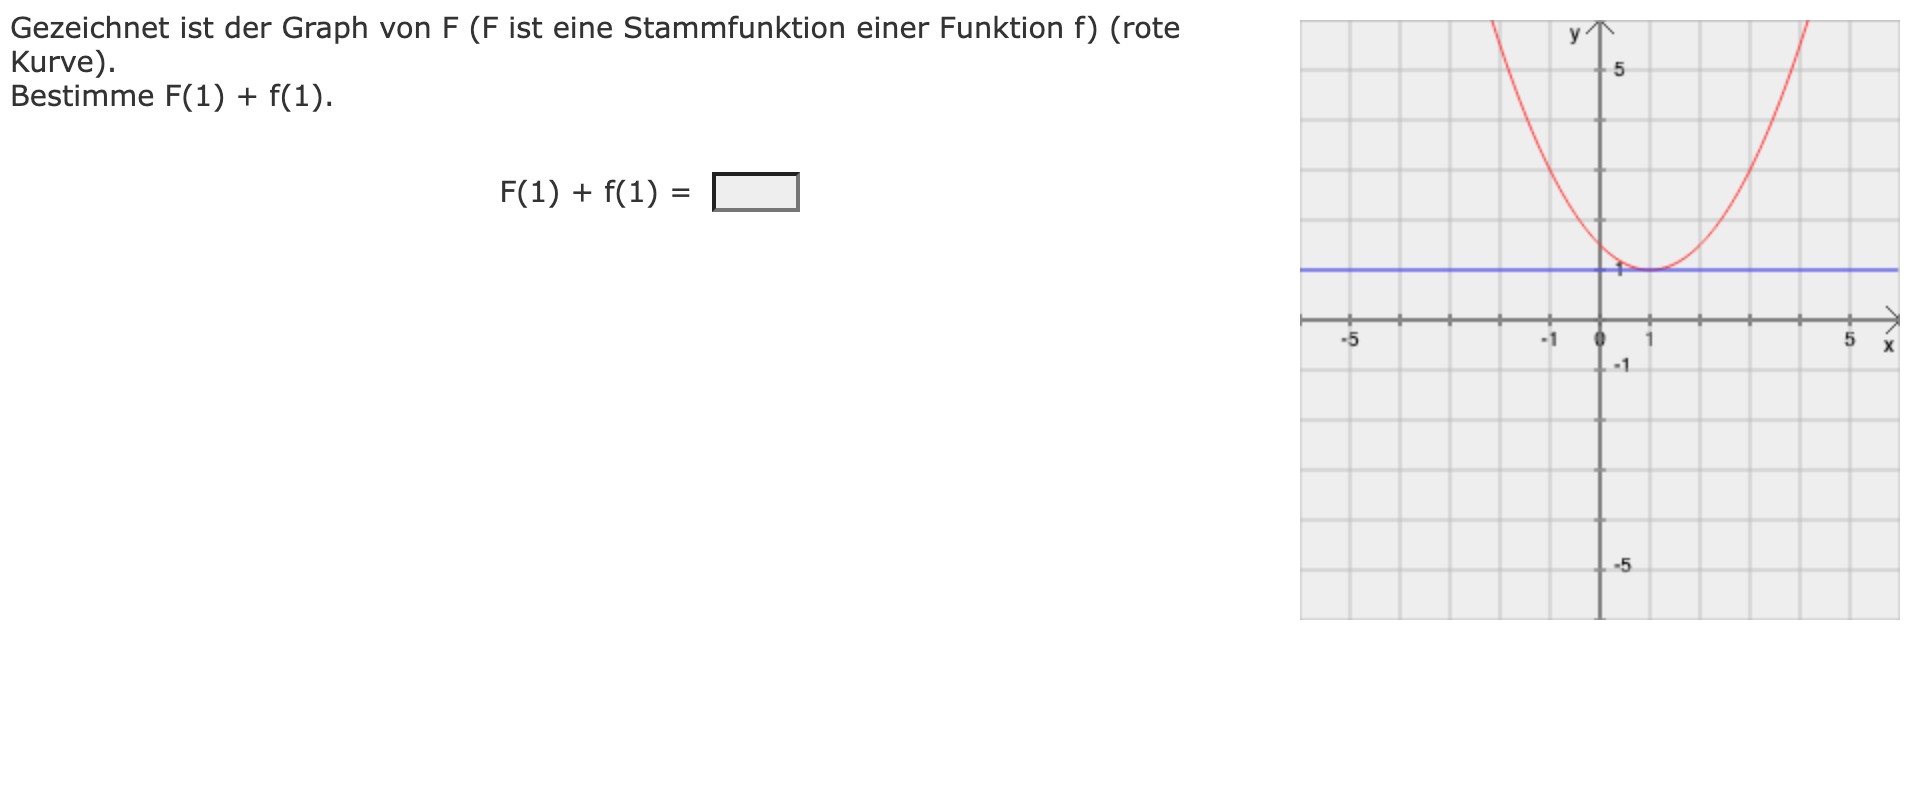 Gezeichnet ist der Graph von F (F ist eine Stammfunktion einer Funktion f) (rote
Kurve).
Bestimme F(1) + f(1).
F(1) + f(1) =
y
5
1
-5 -1 0 1 5 x
-1
-5